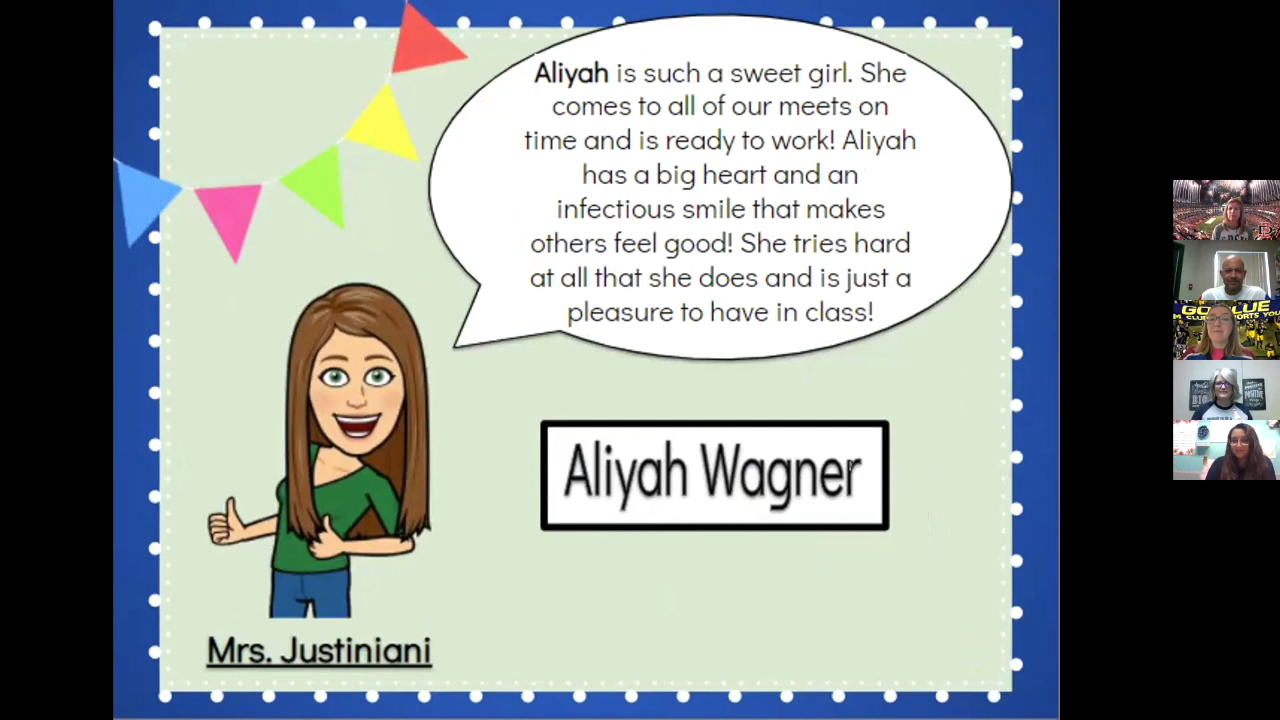 Aliyah is such a sweet girl. She
comes to all of our meets on
time and is ready to work! Aliyah
has a big heart and an
infectious smile that makes
others feel good! She tries hard
at all that she does and is just a
pleasure to have in class!
Aliyah Wagner
Mrs. Justiniani
GO BLUE